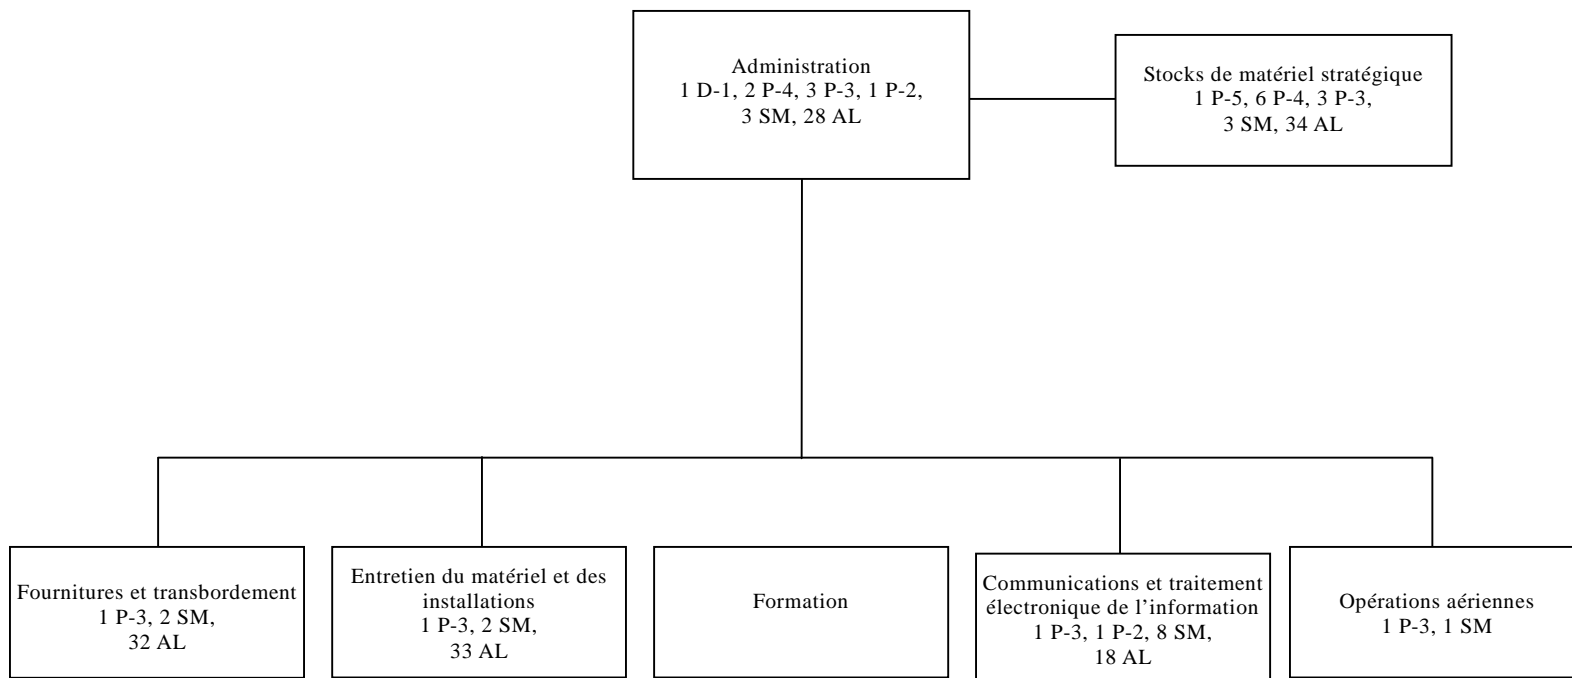 Administration
1 D-1, 2 P-4, 3 P-3, 1 P-2,
3 SM, 28 AL
Stocks de matériel stratégique
1 P-5, 6 P-4, 3 P-3,
3 SM, 34 AL
Fournitures et transbordement
1 P-3, 2 SM,
32 AL
Entretien du matériel et des
installations
1 P-3, 2 SM,
33 AL
Formation
Communications et traitement
électronique de l’information
1 P-3, 1 P-2, 8 SM,
18 AL
Opérations aériennes
1 P-3, 1 SM